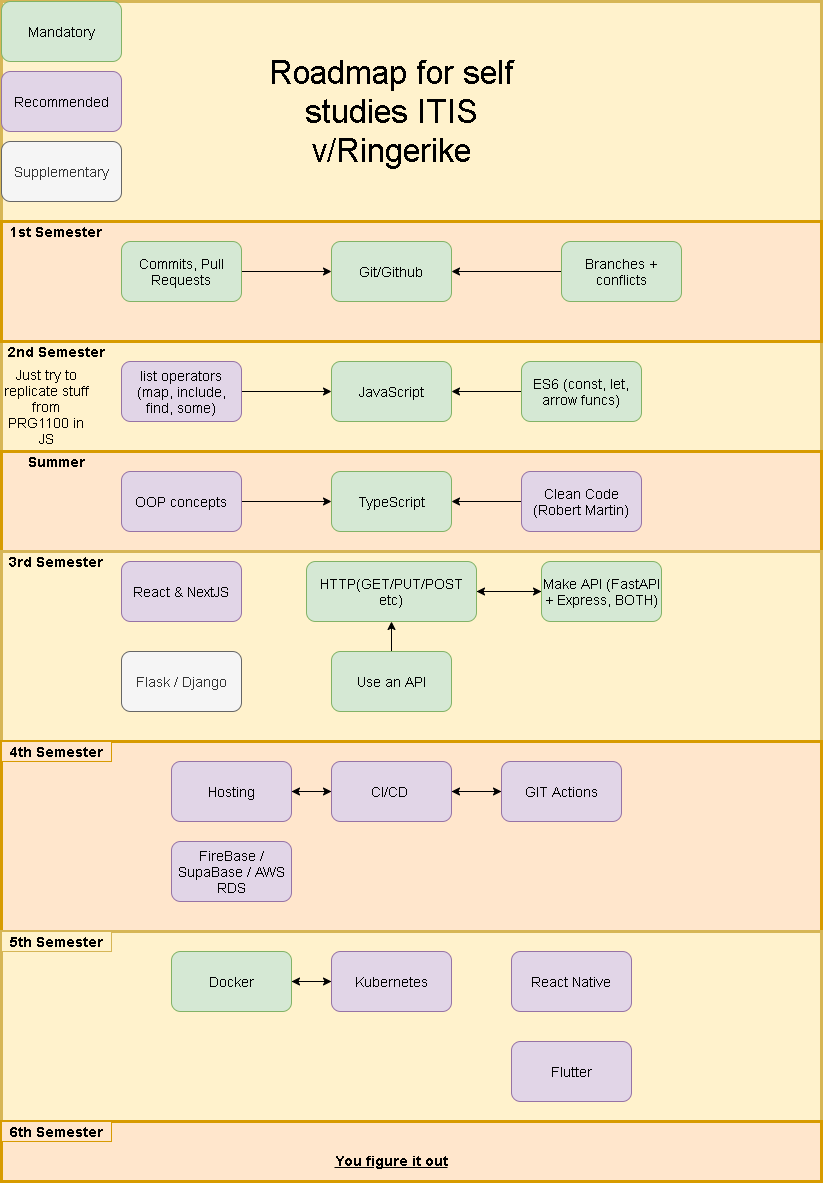 Mandatory
Recommended
Supplementary
Roadmap for self
studies ITIS
v/Ringerike
1st Semester
Commits, Pull
Requests
Git/Github
Branches +
conflicts
2nd Semester
Just try to
replicate stuff
from
PRG1100 in
JS
list operators
(map, include,
find, some)
JavaScript
ES6 (const, let,
arrow funcs)
Summer
OOP concepts
TypeScript
Clean Code
(Robert Martin)
3rd Semester
React & NextJS
HTTP(GET/PUT/POST
etc)
Make API (FastAPI
+ Express, BOTH)
Flask / Django
Use an API
4th Semester
Hosting
CI/CD
GIT Actions
FireBase /
SupaBase / AWS
RDS
5th Semester
Docker
Kubernetes
React Native
Flutter
6th Semester
You figure it out